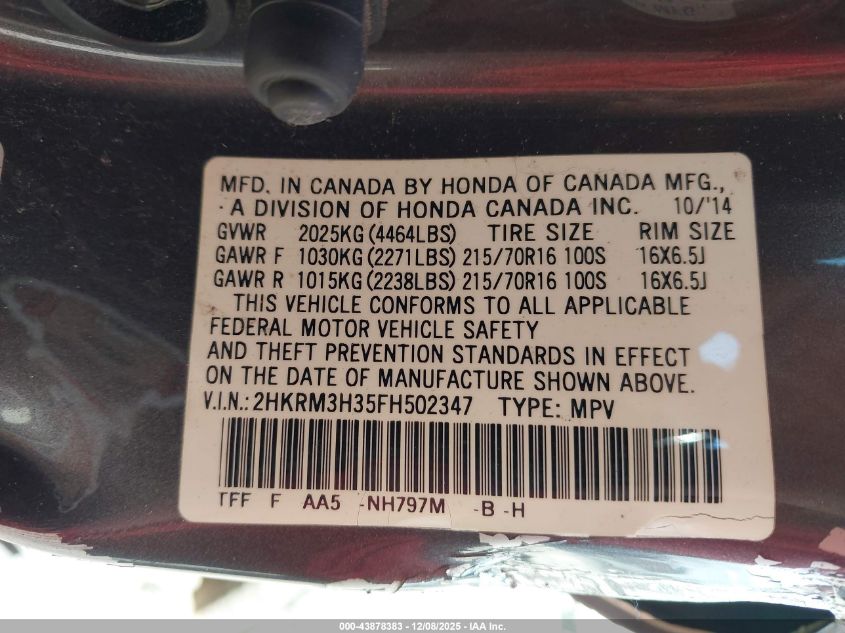 MFD. IN CANADA BY HONDA OF CANADA MFG.,
A DIVISION OF HONDA CANADA INC. 10/'14
GVWR 2025KG (4464LBS) TIRE SIZE RIM SIZE
GAWR F 1030KG (2271LBS) 215/70R16 100S 16X6.5J
GAWR R 1015KG (2238LBS) 215/70R16 100S 16X6.5J
THIS VEHICLE CONFORMS TO ALL APPLICABLE
FEDERAL MOTOR VEHICLE SAFETY
AND THEFT PREVENTION STANDARDS IN EFFECT
ON THE DATE OF MANUFACTURE SHOWN ABOVE.
V.I.N.: 2HKRM3H35FH502347 TYPE: MPV
TFF F AA5 -NH797M -B -H
000-43878383 - 12/08/2025 - IAA Inc.